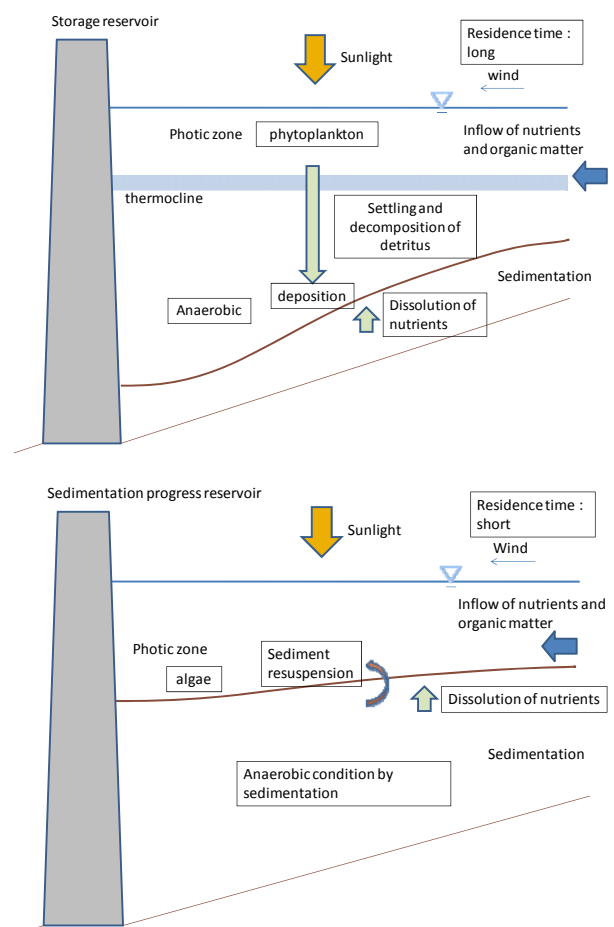 Storage reservoir
Sunlight
Residence time :
long
wind
Photic zone
phytoplankton
Inflow of nutrients
and organic matter
thermocline
Settling and
decomposition of
detritus
Sedimentation
deposition
Anaerobic
Dissolution of
nutrients
Sedimentation progress reservoir
Sunlight
Residence time :
short
Wind
Inflow of nutrients and
organic matter
Photic zone
Sediment
resuspension
algae
Dissolution of nutrients
Sedimentation
Anaerobic condition by
sedimentation